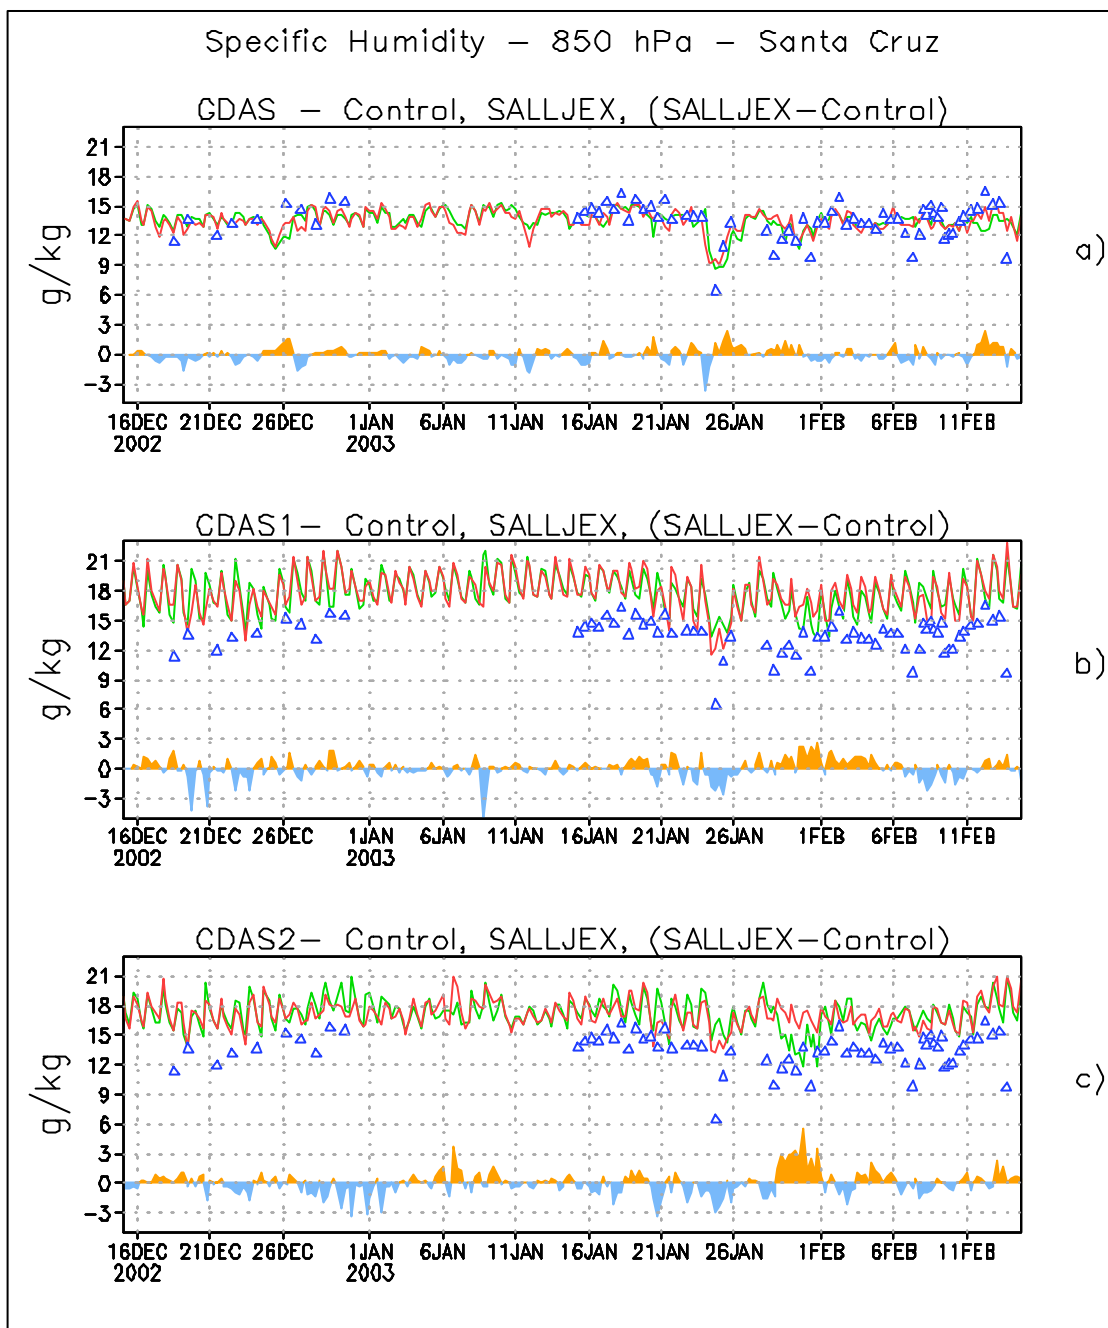 Specific Humidity – 850 hPa – Santa Cruz
GDAS – Control, SALLJEX, (SALLJEX–Control)
21
18
15
12
9
6
3
0
–3
g/kg
a)
16DEC 21DEC 26DEC 1JAN 6JAN 11JAN 16JAN 21JAN 26JAN 1FEB 6FEB 11FEB
2002 2003
CDAS1– Control, SALLJEX, (SALLJEX–Control)
21
18
15
12
9
6
3
0
–3
g/kg
b)
16DEC 21DEC 26DEC 1JAN 6JAN 11JAN 16JAN 21JAN 26JAN 1FEB 6FEB 11FEB
2002 2003
CDAS2– Control, SALLJEX, (SALLJEX–Control)
21
18
15
12
9
6
3
0
–3
g/kg
c)
16DEC 21DEC 26DEC 1JAN 6JAN 11JAN 16JAN 21JAN 26JAN 1FEB 6FEB 11FEB
2002 2003